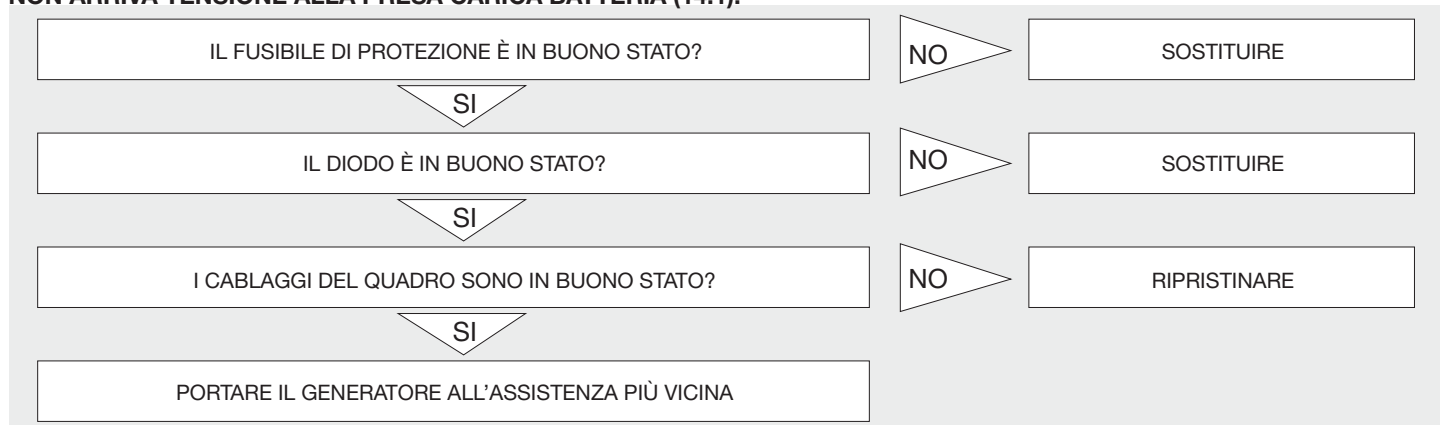 NON ARRIVA TENSIONE ALLA PRESA CARICA BATTERIA (14.1).
IL FUSIBILE DI PROTEZIONE È IN BUONO STATO?
NO
SOSTITUIRE
SI
IL DIODO È IN BUONO STATO?
NO
SOSTITUIRE
SI
I CABLAGGI DEL QUADRO SONO IN BUONO STATO?
NO
RIPRISTINARE
SI
PORTARE IL GENERATORE ALL’ASSISTENZA PIÙ VICINA